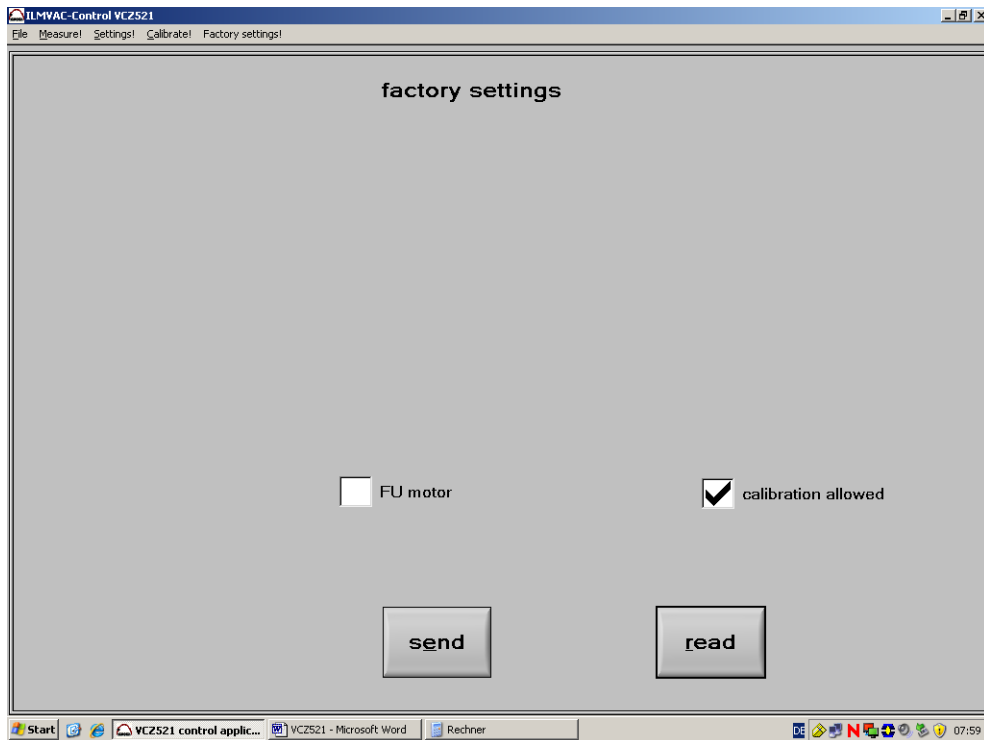 ILMVAC-Control VCZ521
File Measure! Settings! Calibrate! Factory settings!
factory settings
FU motor
calibration allowed
send
read
Start
VCZ521 control applic...
VCZ521 - Microsoft Word
Rechner
DE
07:59